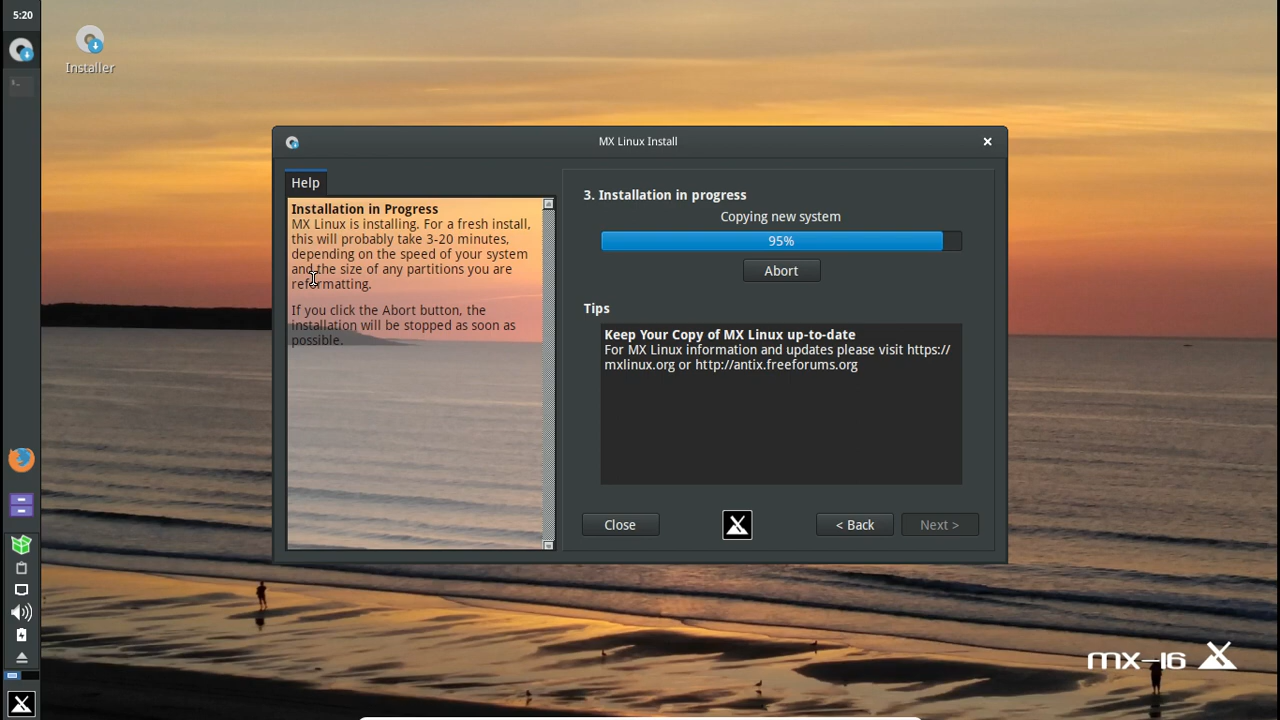 5:20
Installer
MX Linux Install
Help
Installation in Progress
MX Linux is installing. For a fresh install,
this will probably take 3-20 minutes,
depending on the speed of your system
and the size of any partitions you are
reformatting.
If you click the Abort button, the
installation will be stopped as soon as
possible.
3. Installation in progress
Copying new system
95%
Abort
Tips
Keep Your Copy of MX Linux up-to-date
For MX Linux information and updates please visit https://
mxlinux.org or http://antix.freeforums.org
Close
< Back
Next >
mx-16